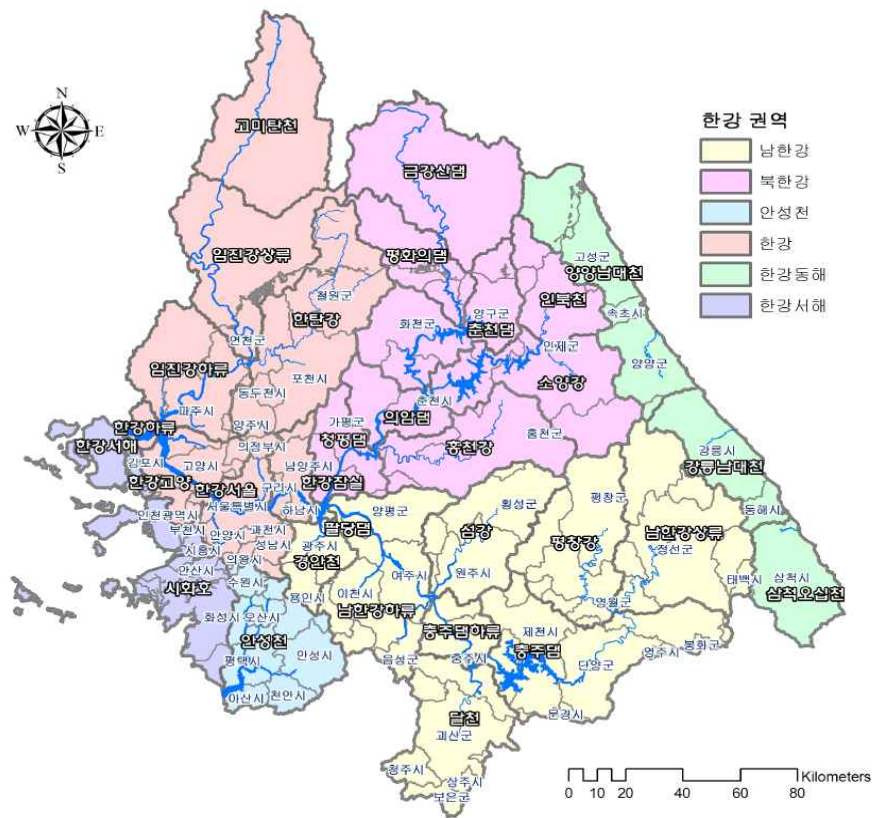 N
W
E
S
한강 권역
남한강
북한강
안성천
한강
한강동해
한강서해
고미탄천
금강산댐
임진강상류
평화의댐
고성군
양양남대천
철원군
한탄강
양구군
인북천
속초시
화천군
춘천댐
연천군
인제군
임진강하류
포천시
소양강
양양군
동두천시
춘천시
파주시
가평군
의암댐
한강하류
양주시
청평댐
홍천강
홍천군
한강서해
의정부시
강릉시
김포시
고양시
남양주시
강릉남대천
한강고양
한강서울
구리시
한강잠실
서울특별시
하남시
양평군
횡성군
평창군
동해시
인천광역시
팔당댐
섬강
남한강상류
부천시
안양시
과천시
광주시
평창강
정선군
시흥시
성남시
경안천
여주시
원주시
태백시
삼척시
안산시
의왕시
시화호
수원시
이천시
삼척오십천
용인시
남한강하류
영월군
화성시
오산시
충주댐하류
제천시
안성천
안성시
음성군
충주시
충주댐
단양군
영주시
봉화군
평택시
아산시
천안시
달천
문경시
괴산군
청주시
상주시
보은군
Kilometers
0 10 20 40 60 80